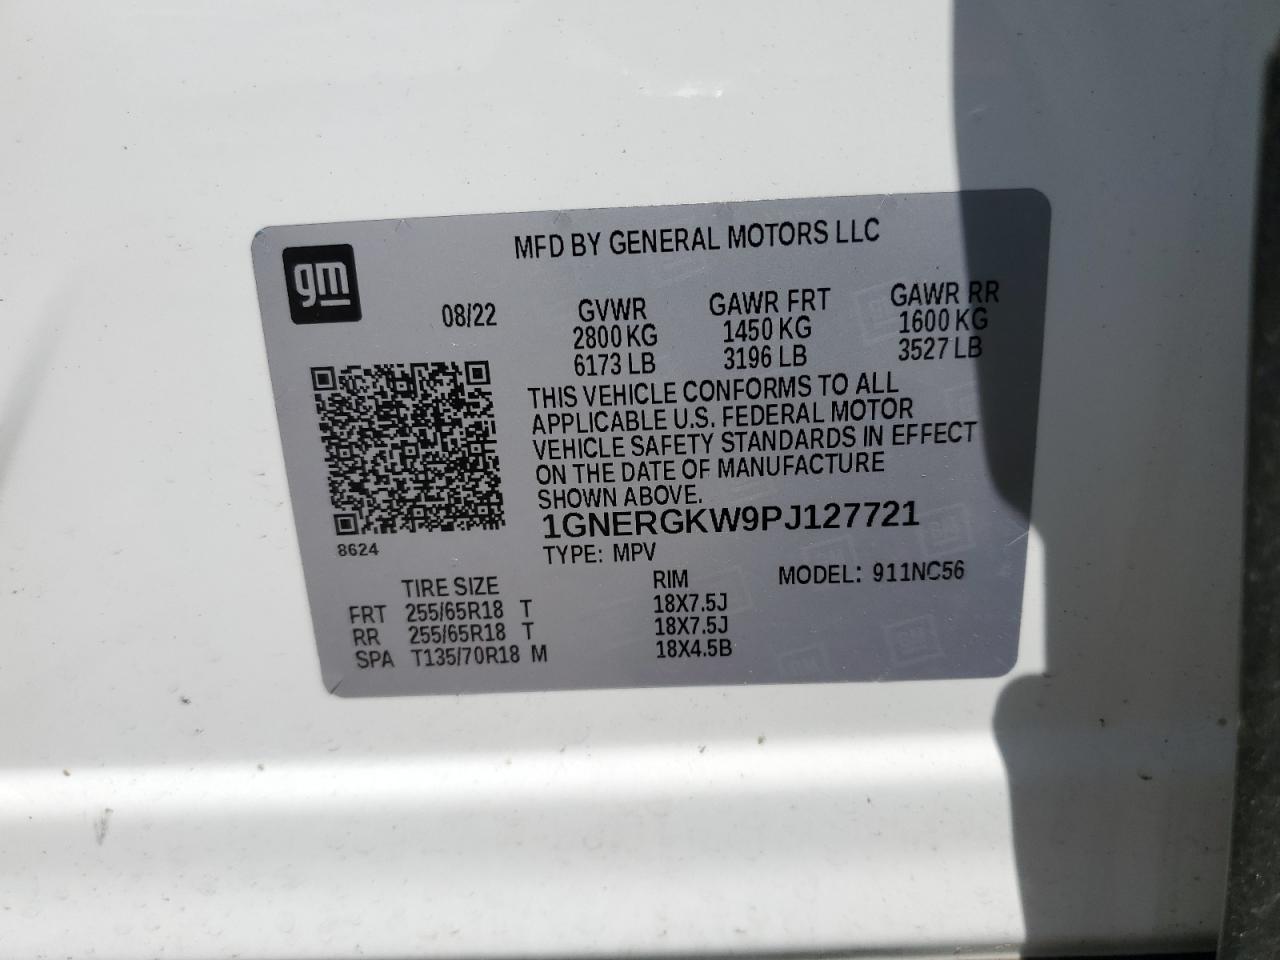 MFD BY GENERAL MOTORS LLC
gm
08/22
GVWR GAWR FRT GAWR RR
2800 KG 1450 KG 1600 KG
6173 LB 3196 LB 3527 LB
THIS VEHICLE CONFORMS TO ALL
APPLICABLE U.S. FEDERAL MOTOR
VEHICLE SAFETY STANDARDS IN EFFECT
ON THE DATE OF MANUFACTURE
SHOWN ABOVE.
1GNERGKW9PJ127721
8624
TYPE: MPV MODEL: 911NC56
TIRE SIZE RIM
FRT 255/65R18 T 18X7.5J
RR 255/65R18 T 18X7.5J
SPA T135/70R18 M 18X4.5B